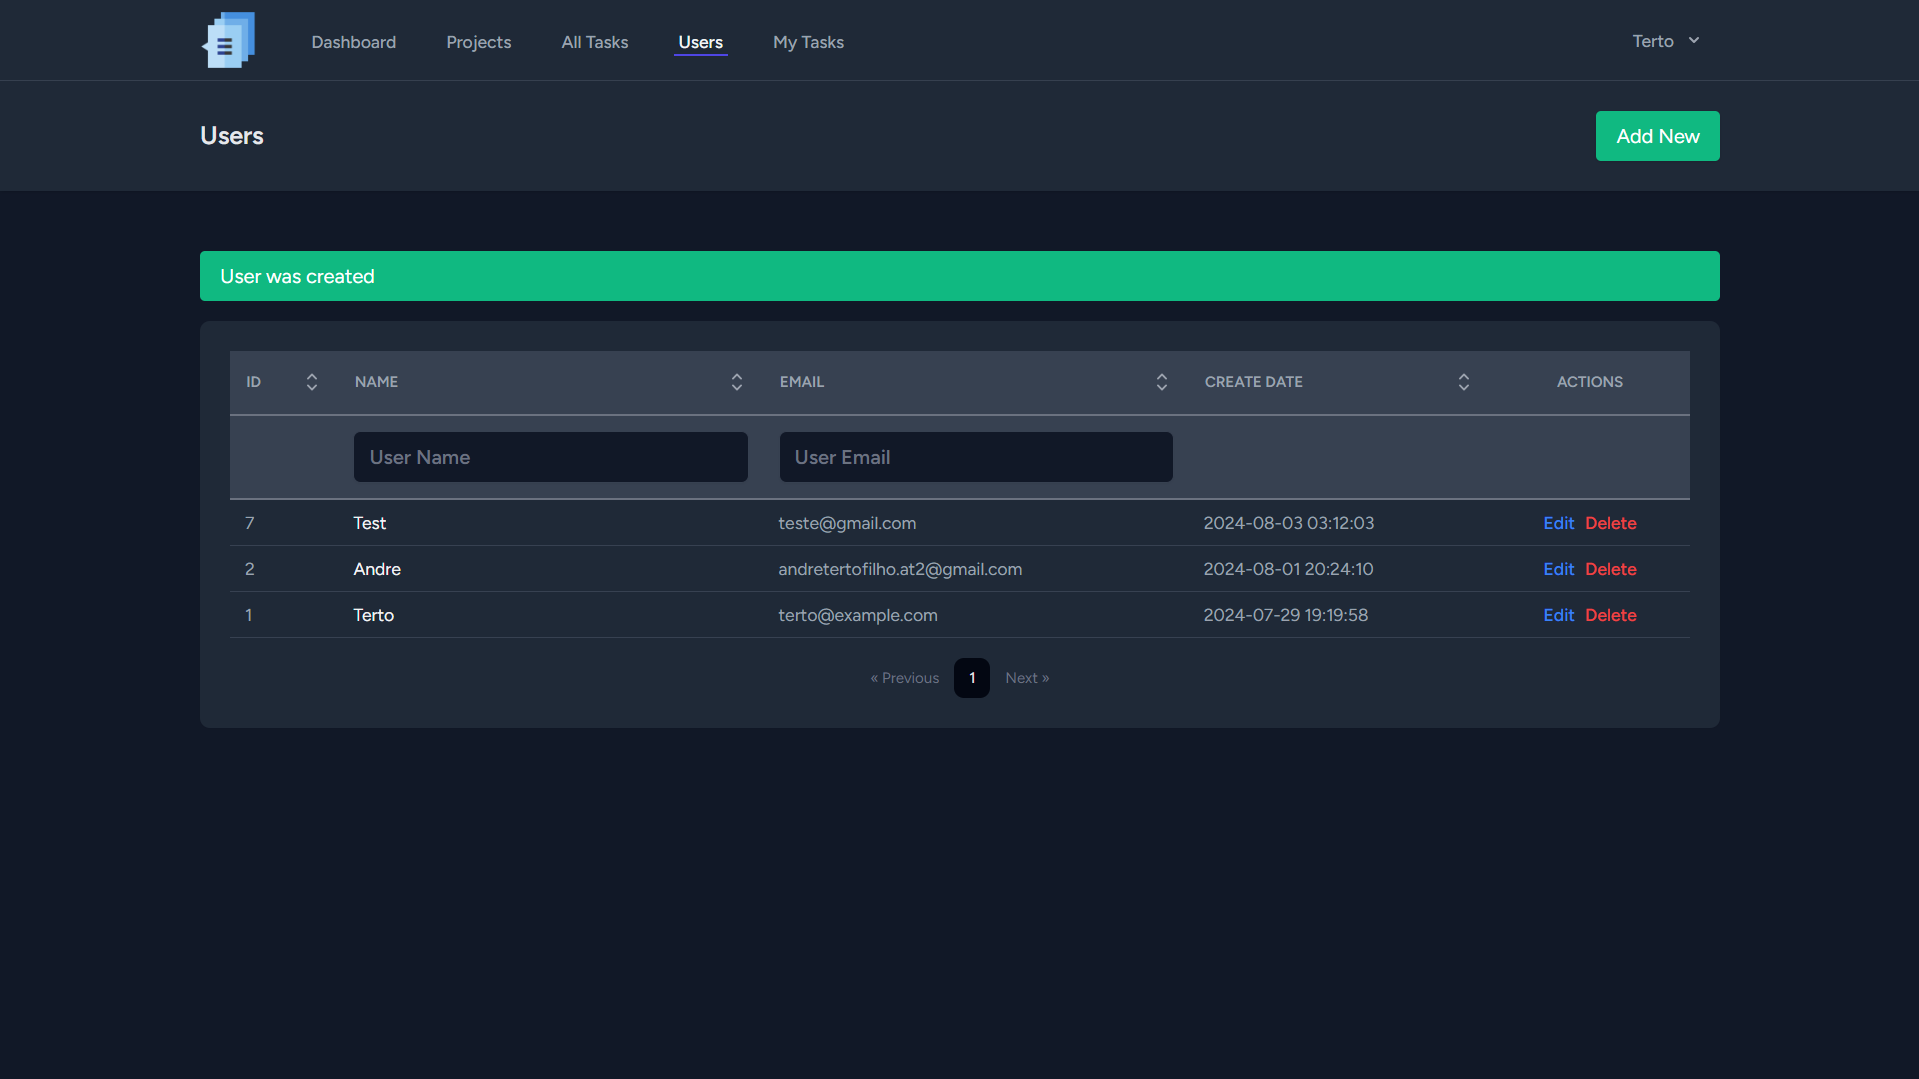 Dashboard Projects All Tasks Users My Tasks Terto
Users Add New
User was created
ID NAME EMAIL CREATE DATE ACTIONS
User Name User Email
7 Test teste@gmail.com 2024-08-03 03:12:03 Edit Delete
2 Andre andretertofilho.at2@gmail.com 2024-08-01 20:24:10 Edit Delete
1 Terto terto@example.com 2024-07-29 19:19:58 Edit Delete
« Previous 1 Next »